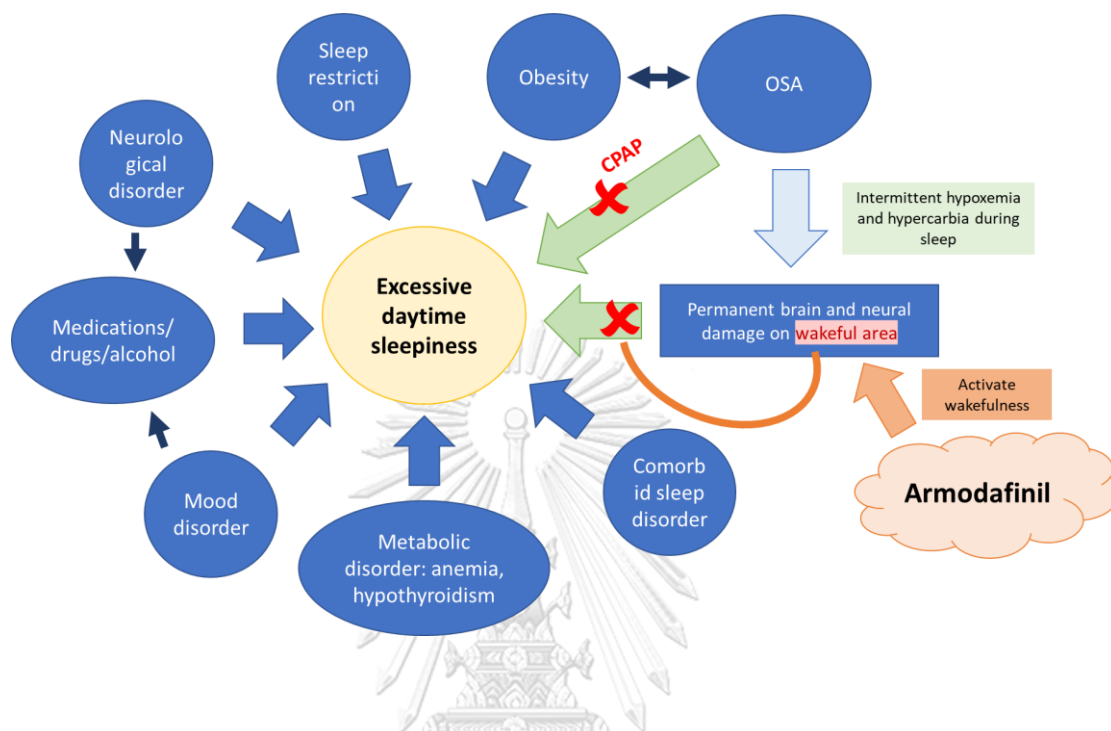 Sleep
restricti
on
Obesity
OSA
Neurolo
gical
disorder
CPAP
Intermittent hypoxemia
and hypercarbia during
sleep
Excessive
daytime
sleepiness
Medications/
drugs/alcohol
Permanent brain and neural
damage on wakeful area
Activate
wakefulness
Mood
disorder
Comorb
id sleep
disorder
Armodafinil
Metabolic
disorder: anemia,
hypothyroidism